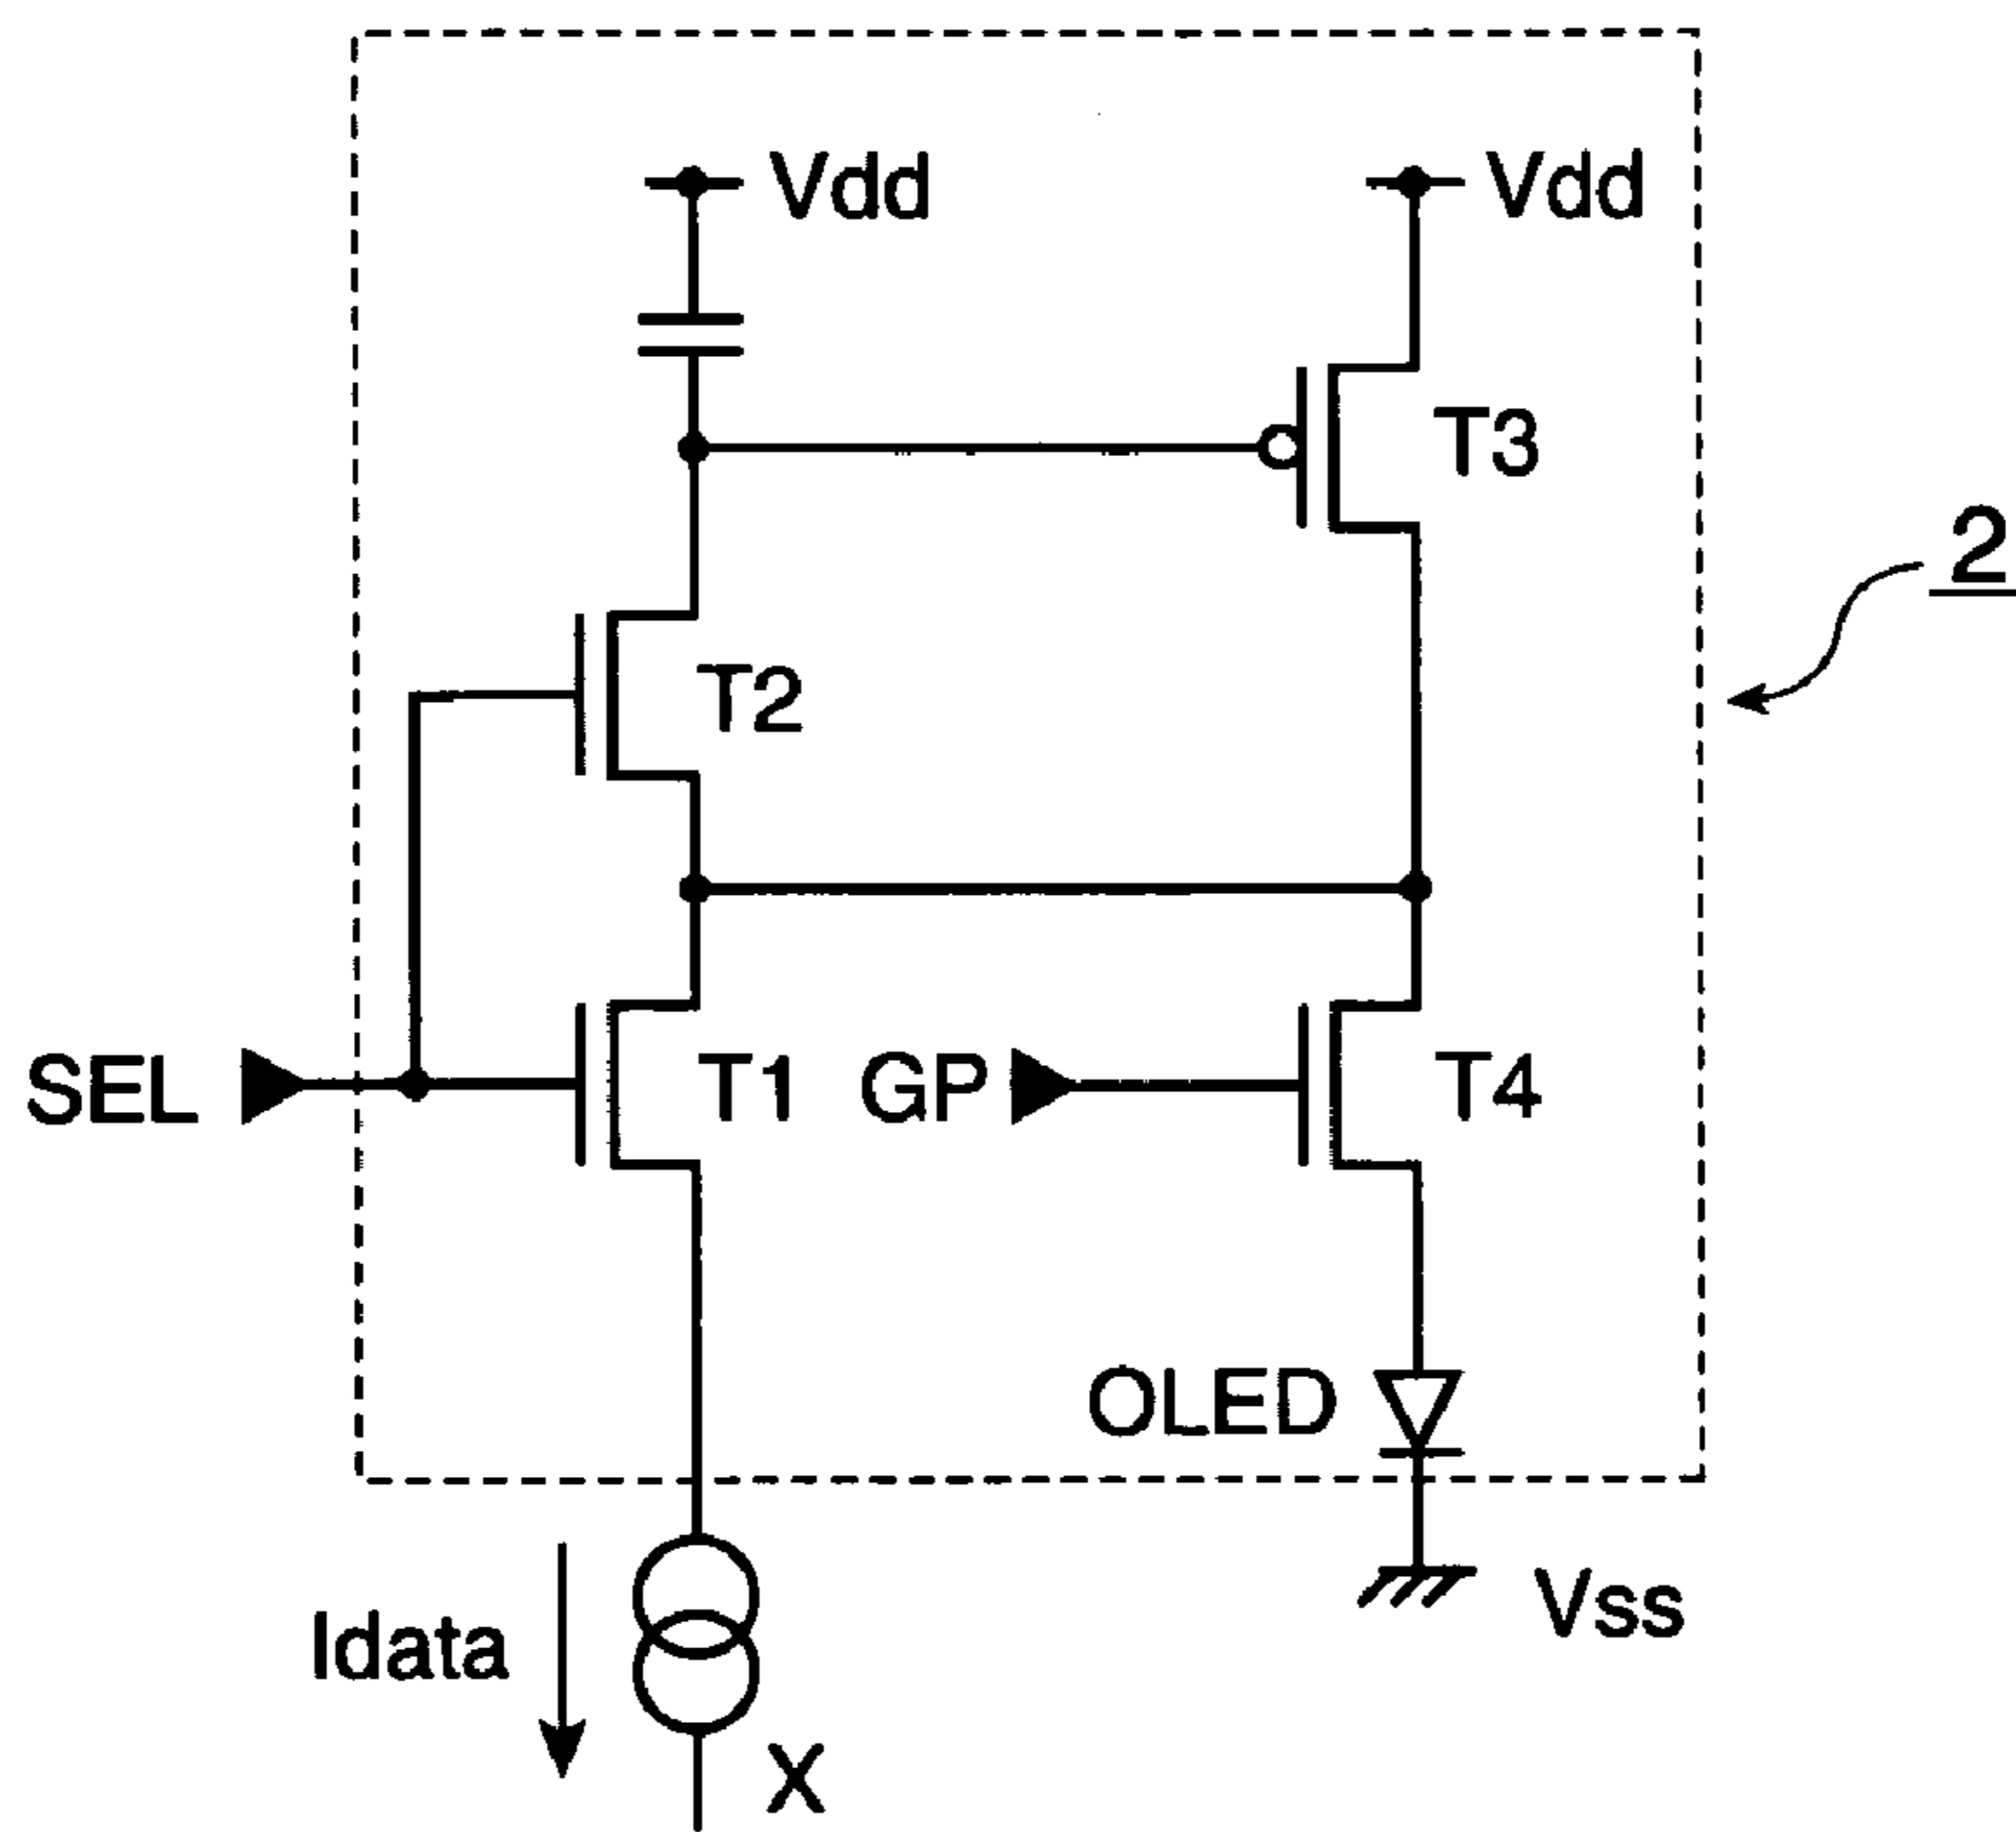 Vdd
Vdd
T3
2
T2
SEL
T1
GP
T4
OLED
Idata
Vss
X